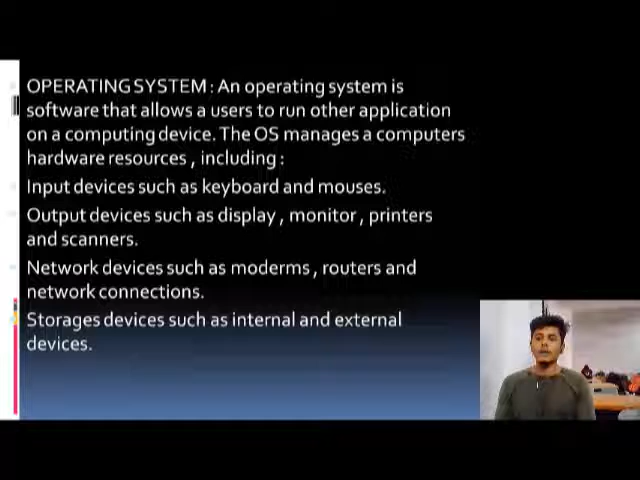 OPERATING SYSTEM : An operating system is
software that allows a users to run other application
on a computing device. The OS manages a computers
hardware resources , including :
Input devices such as keyboard and mouses.
Output devices such as display , monitor , printers
and scanners.
Network devices such as moderms , routers and
network connections.
Storages devices such as internal and external
devices.